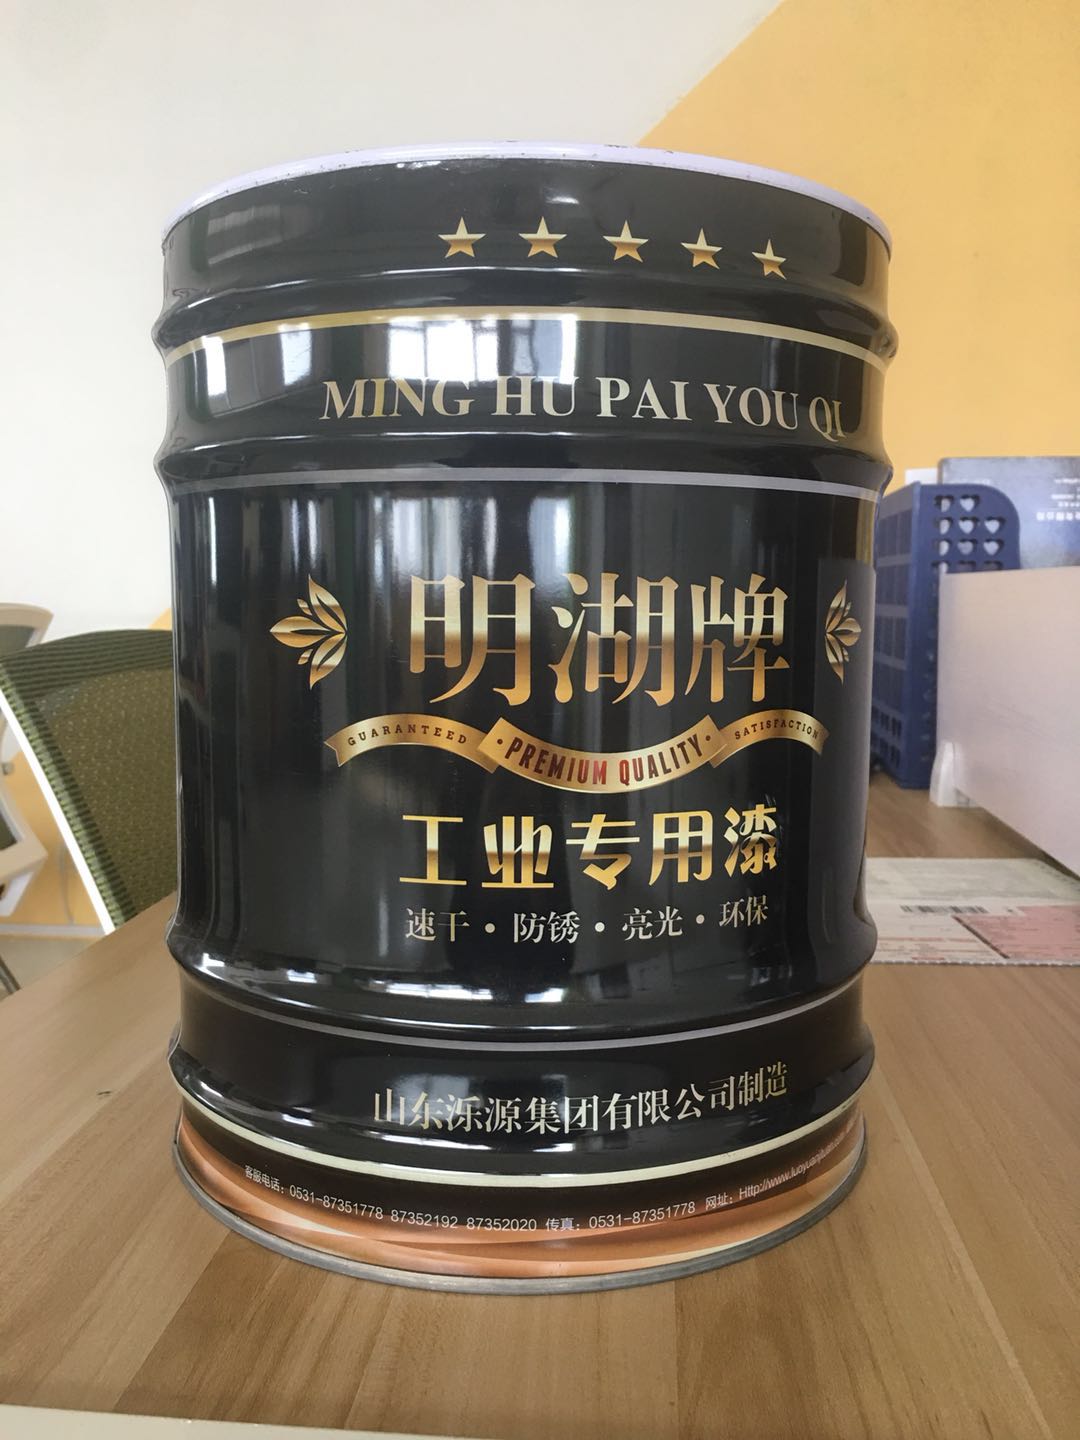 MING HU PAI YOU QI
明湖牌
GUARANTEED ·PREMIUM QUALITY· SATISFACTION
工业专用漆
速干·防锈·亮光·环保
山东泺源集团有限公司制造
客服电话：0531-87351778 87352192 87352020 传真：0531-87351778 网址：Http://www.luoyuanjituan.com